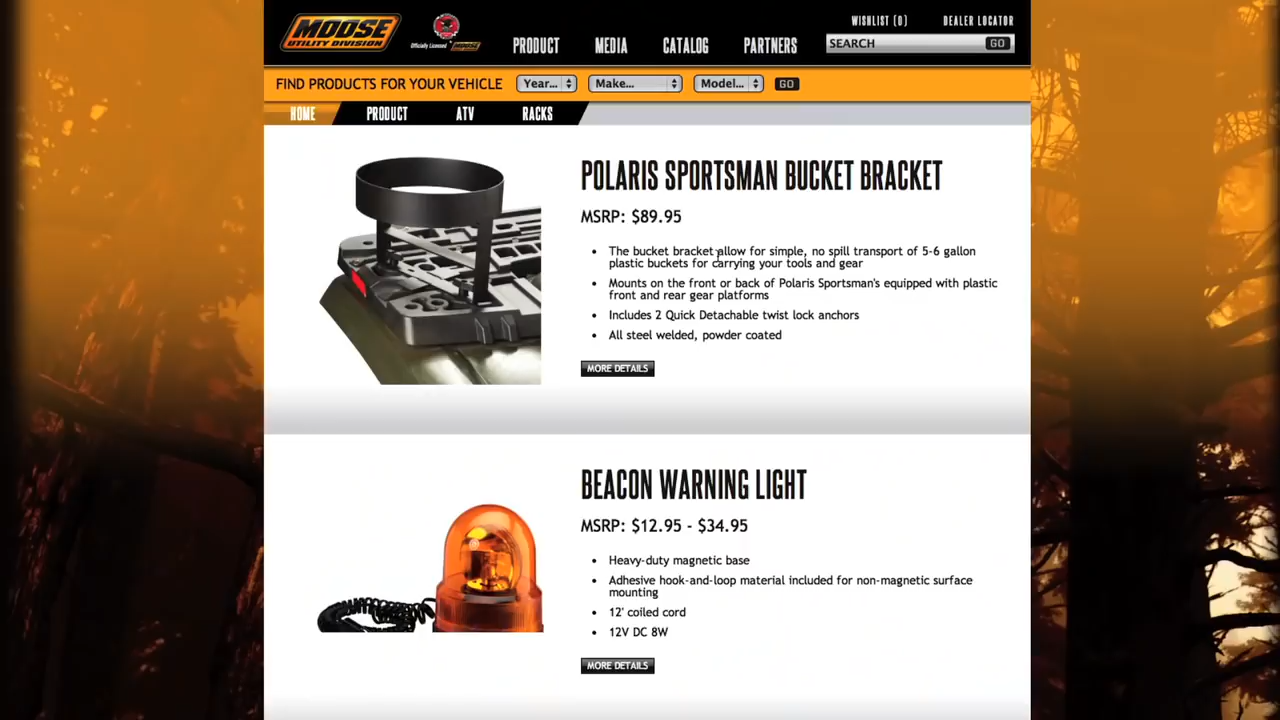 MOOSE
UTILITY DIVISION
Officially Licensed
WISHLIST (0)
DEALER LOCATOR
PRODUCT
MEDIA
CATALOG
PARTNERS
SEARCH
GO
FIND PRODUCTS FOR YOUR VEHICLE
Year...
Make...
Model...
GO
HOME
PRODUCT
ATV
RACKS
POLARIS SPORTSMAN BUCKET BRACKET
MSRP: $89.95
• The bucket bracket allow for simple, no spill transport of 5-6 gallon
plastic buckets for carrying your tools and gear
• Mounts on the front or back of Polaris Sportsman's equipped with plastic
front and rear gear platforms
• Includes 2 Quick Detachable twist lock anchors
• All steel welded, powder coated
MORE DETAILS
BEACON WARNING LIGHT
MSRP: $12.95 - $34.95
• Heavy-duty magnetic base
• Adhesive hook-and-loop material included for non-magnetic surface
mounting
• 12' coiled cord
• 12V DC 8W
MORE DETAILS